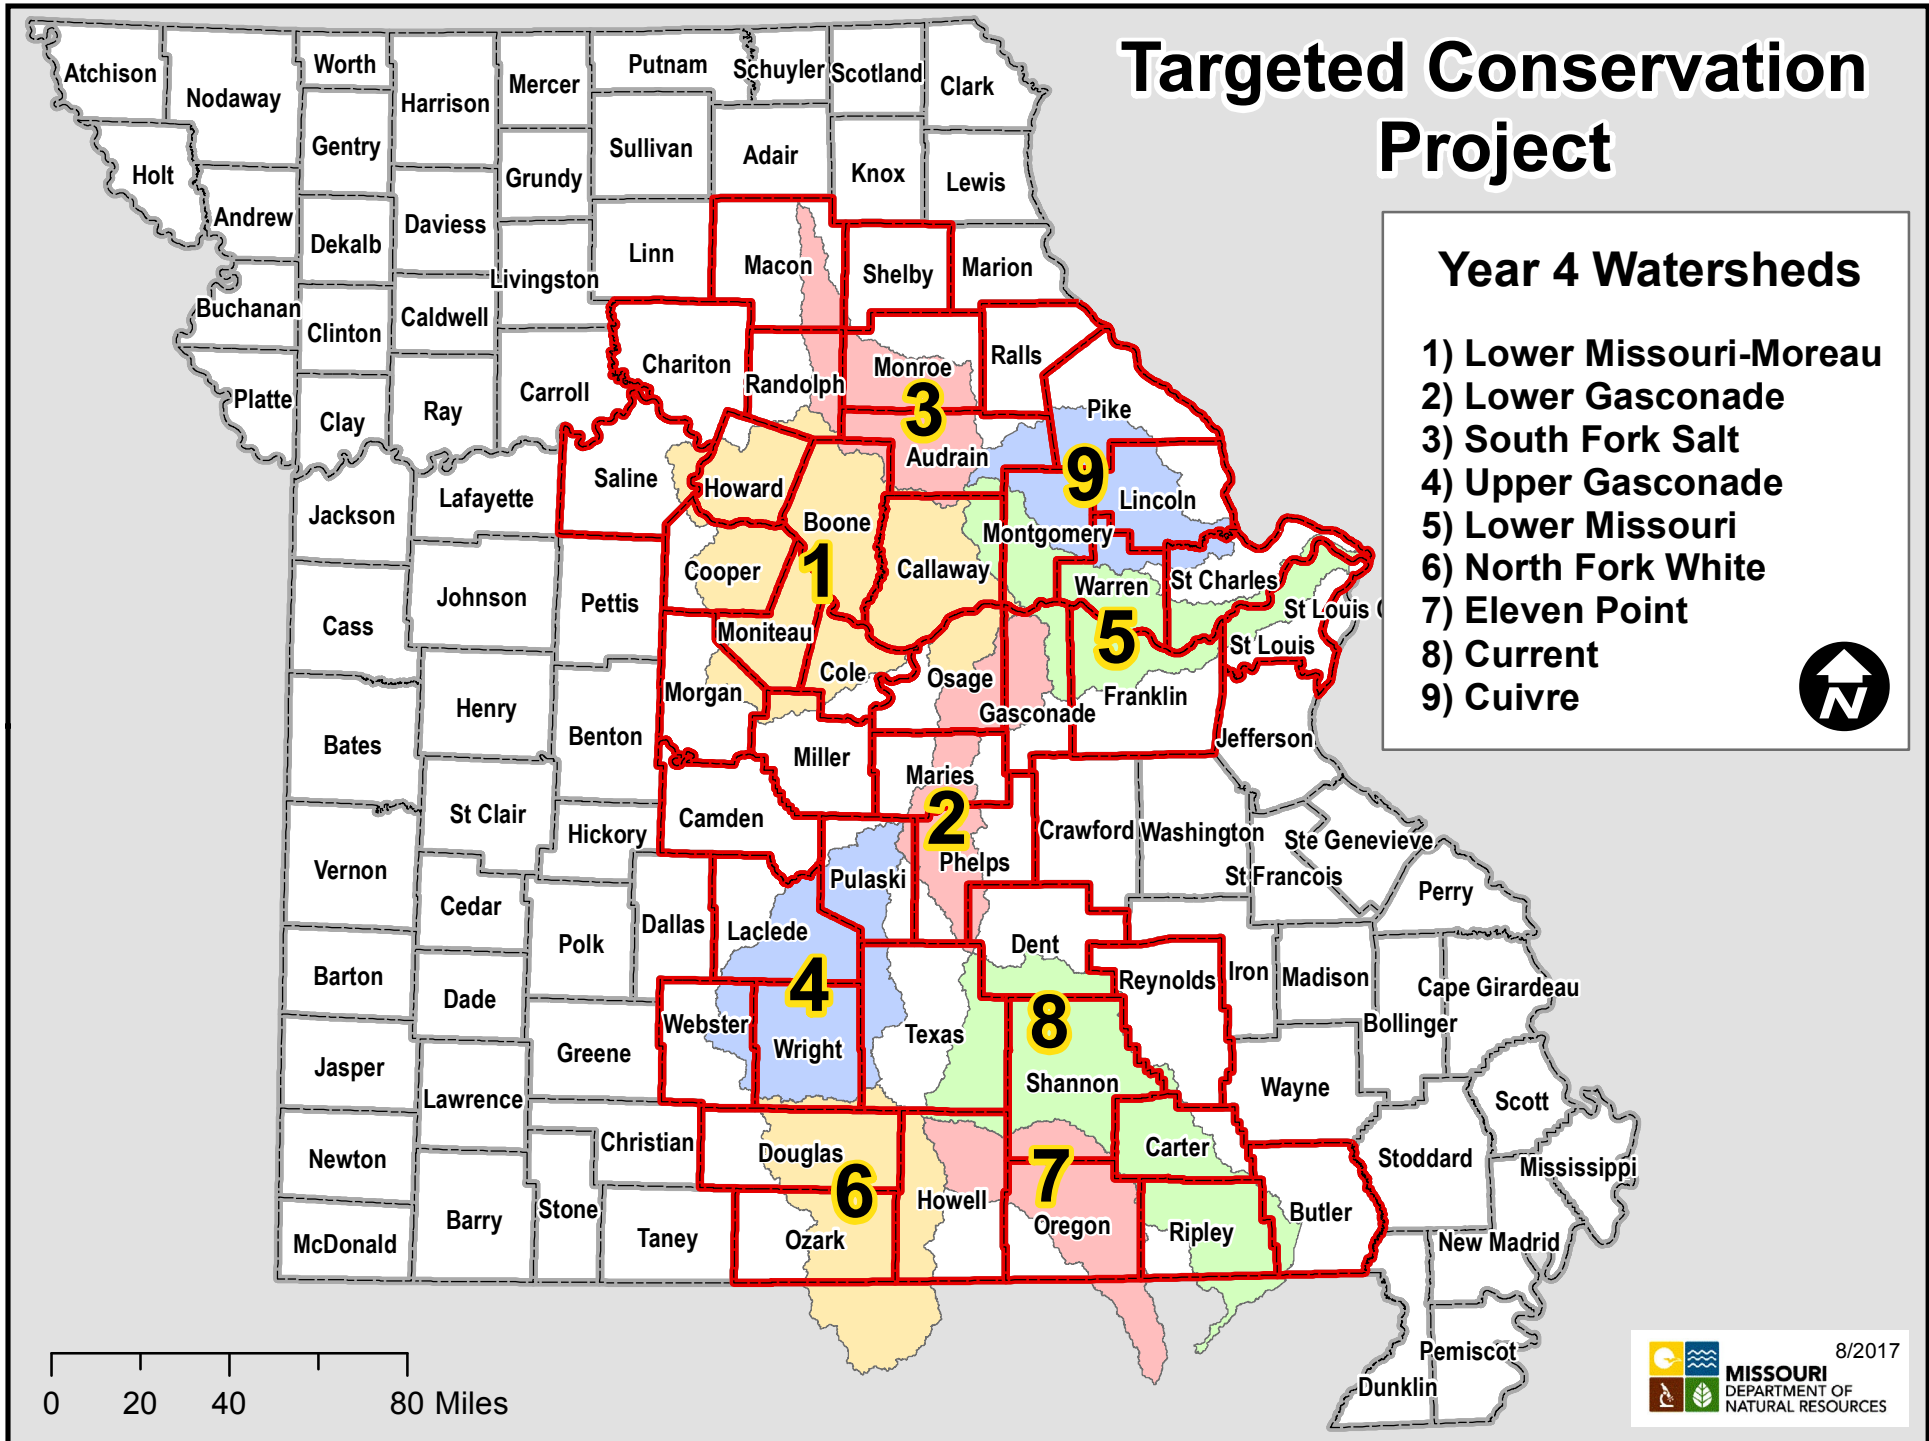 Targeted Conservation
Project
Year 4 Watersheds
1) Lower Missouri-Moreau
2) Lower Gasconade
3) South Fork Salt
4) Upper Gasconade
5) Lower Missouri
6) North Fork White
7) Eleven Point
8) Current
9) Cuivre
N
Atchison
Nodaway
Worth
Harrison
Mercer
Putnam
Schuyler
Scotland
Clark
Gentry
Sullivan
Adair
Holt
Grundy
Knox
Lewis
Andrew
Dekalb
Daviess
Linn
Macon
Shelby
Marion
Livingston
Buchanan
Clinton
Caldwell
Chariton
Randolph
Monroe
Ralls
Platte
Clay
Ray
Carroll
3
Pike
Audrain
Saline
Howard
9
Lincoln
Jackson
Lafayette
Boone
Montgomery
Cooper
1
Callaway
Warren
St Charles
Johnson
Pettis
St Louis C
Cass
Moniteau
5
St Louis
Cole
Osage
Morgan
Franklin
Henry
Gasconade
Bates
Benton
Miller
Jefferson
Maries
St Clair
Hickory
Camden
2
Crawford
Washington
Ste Genevieve
Vernon
Phelps
Pulaski
St Francois
Perry
Cedar
Dallas
Laclede
Polk
Dent
Barton
Dade
4
Reynolds
Iron
Madison
Cape Girardeau
Webster
8
Bollinger
Texas
Greene
Wright
Jasper
Shannon
Wayne
Lawrence
Scott
Christian
Douglas
Carter
Newton
6
7
Stoddard
Mississippi
Howell
Stone
Barry
Oregon
Butler
McDonald
Taney
Ozark
Ripley
New Madrid
Pemiscot
Dunklin
0 20 40 80 Miles
8/2017
MISSOURI
DEPARTMENT OF
NATURAL RESOURCES